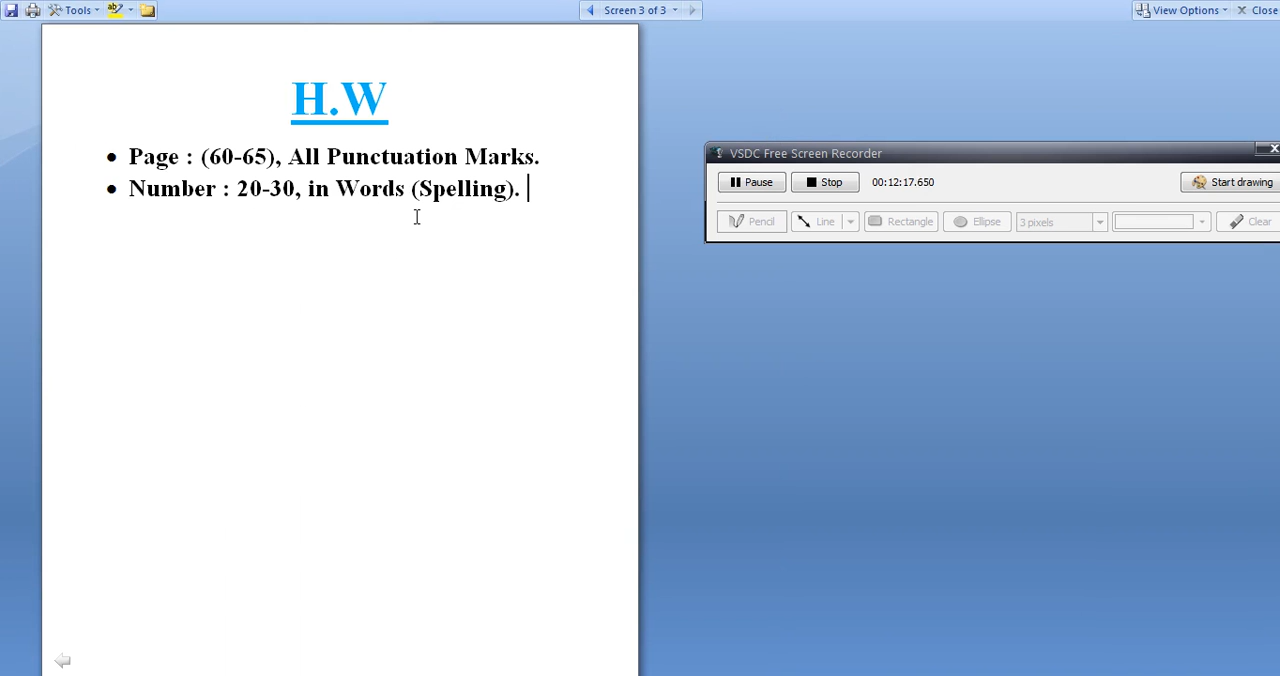 Tools
Screen 3 of 3
View Options
Close
H.W
• Page : (60-65), All Punctuation Marks.
• Number : 20-30, in Words (Spelling).
VSDC Free Screen Recorder
Pause Stop 00:12:17.650 Start drawing
Pencil Line Rectangle Ellipse 3 pixels Clear